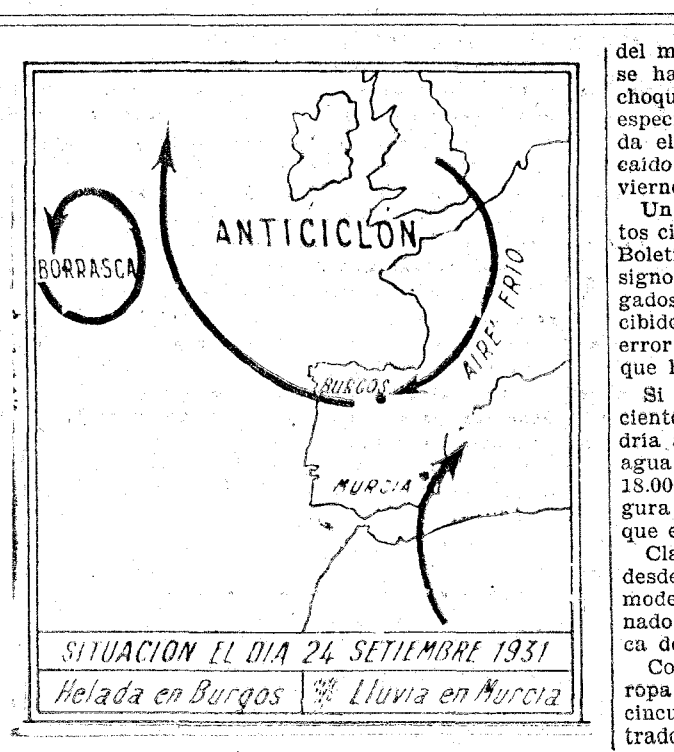 ANTICICLON
BORRASCA
AIRE FRIO
BURGOS
MURCIA
SITUACION EL DIA 24 SETIEMBRE 1931
Helada en Burgos
Lluvia en Murcia
del m
se ha
choqu
espec
da el
caido
vierne
Un
tos ci
Boleti
signo
gados
cibido
error
que h
Si
ciente
dría
agua
18.00
gura
que e
Cla
desde
mode
nado
ca de
Co
ropa
cincu
trado